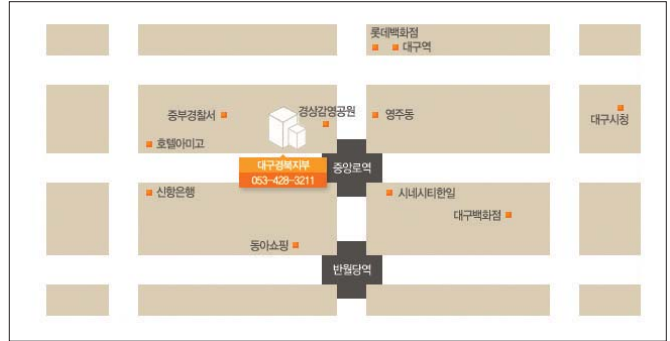 롯데백화점
대구역
중부경찰서
경상감영공원
영주동
대구시청
호텔아미고
대구경북지부
053-428-3211
중앙로역
신항은행
시네시티한일
대구백화점
동아쇼핑
반월당역